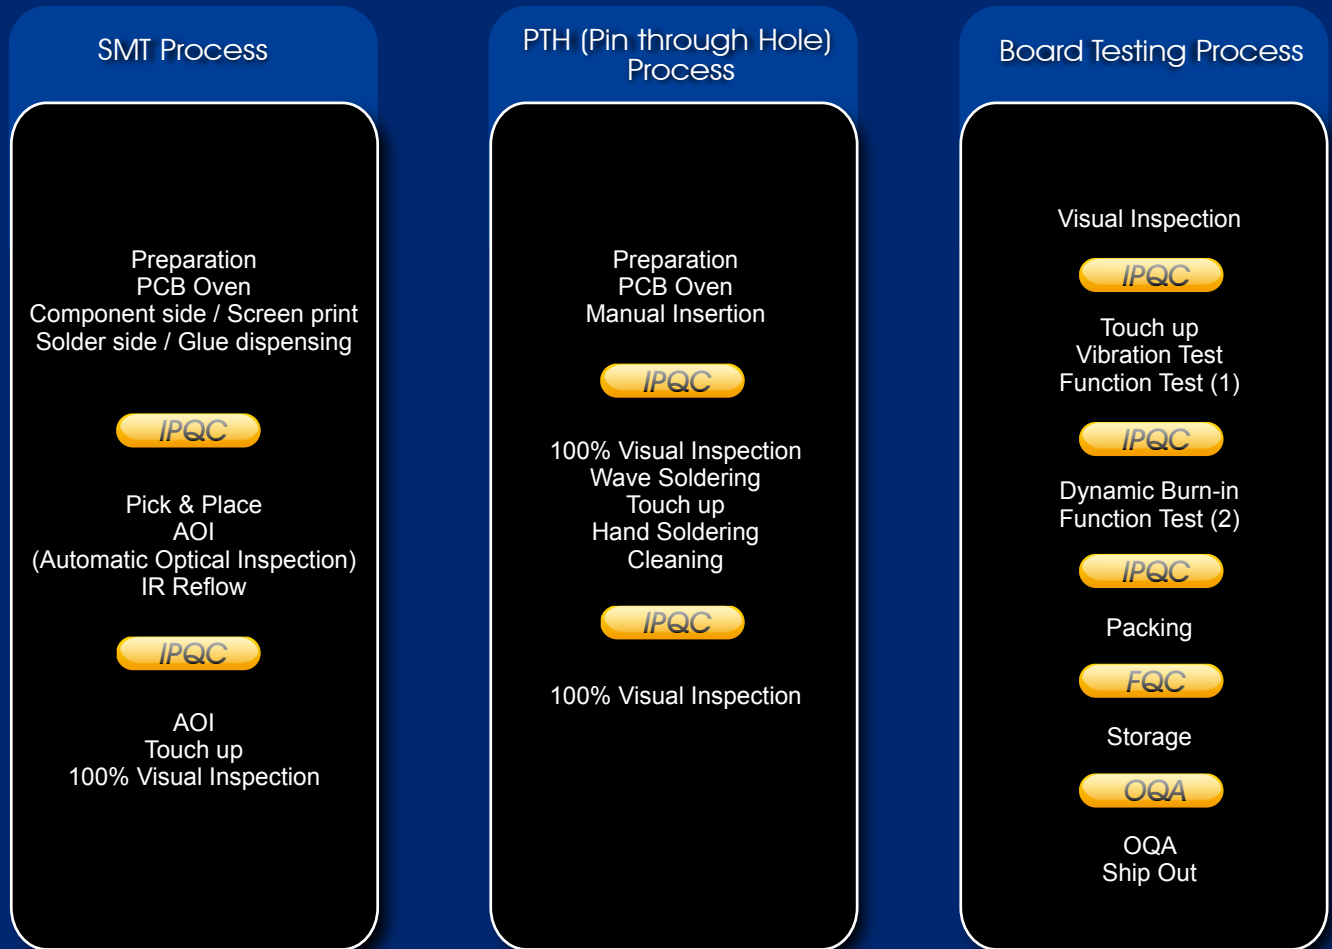 SMT Process
Preparation
PCB Oven
Component side / Screen print
Solder side / Glue dispensing
IPQC
Pick & Place
AOI
(Automatic Optical Inspection)
IR Reflow
IPQC
AOI
Touch up
100% Visual Inspection
PTH (Pin through Hole)
Process
Preparation
PCB Oven
Manual Insertion
IPQC
100% Visual Inspection
Wave Soldering
Touch up
Hand Soldering
Cleaning
IPQC
100% Visual Inspection
Board Testing Process
Visual Inspection
IPQC
Touch up
Vibration Test
Function Test (1)
IPQC
Dynamic Burn-in
Function Test (2)
IPQC
Packing
FQC
Storage
OQA
OQA
Ship Out